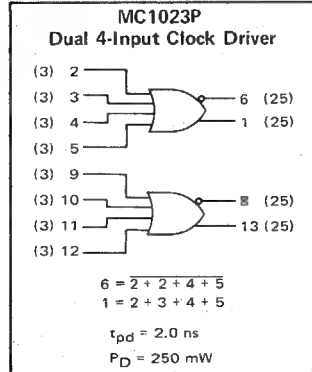 MC1023P
Dual 4-Input Clock Driver
(3) 2
(3) 3
(3) 4
(3) 5
6 (25)
1 (25)
(3) 9
(3) 10
(3) 11
(3) 12
8 (25)
13 (25)
6 = 2 + 2 + 4 + 5
1 = 2 + 3 + 4 + 5
tpd = 2.0 ns
PD = 250 mW